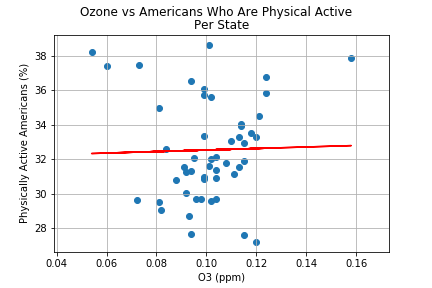 Ozone vs Americans Who Are Physical Active
Per State
Physically Active Americans (%)
38
36
34
32
30
28
0.04 0.06 0.08 0.10 0.12 0.14 0.16
O3 (ppm)